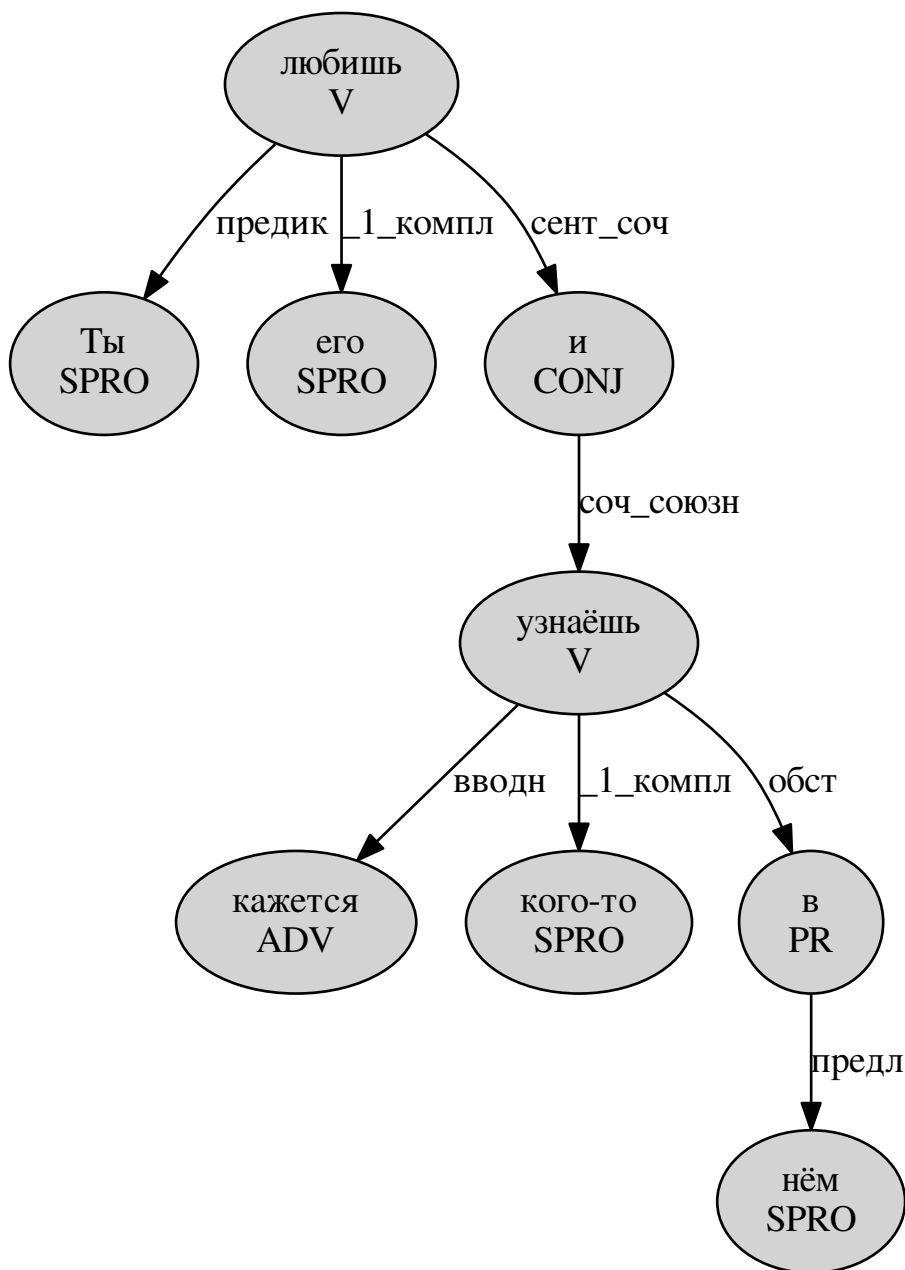 любишь
V
предик
_1_компл
сент_соч
Ты
SPRO
его
SPRO
и
CONJ
соч_союзн
узнаёшь
V
вводн
_1_компл
обст
кажется
ADV
кого-то
SPRO
в
PR
предл
нём
SPRO